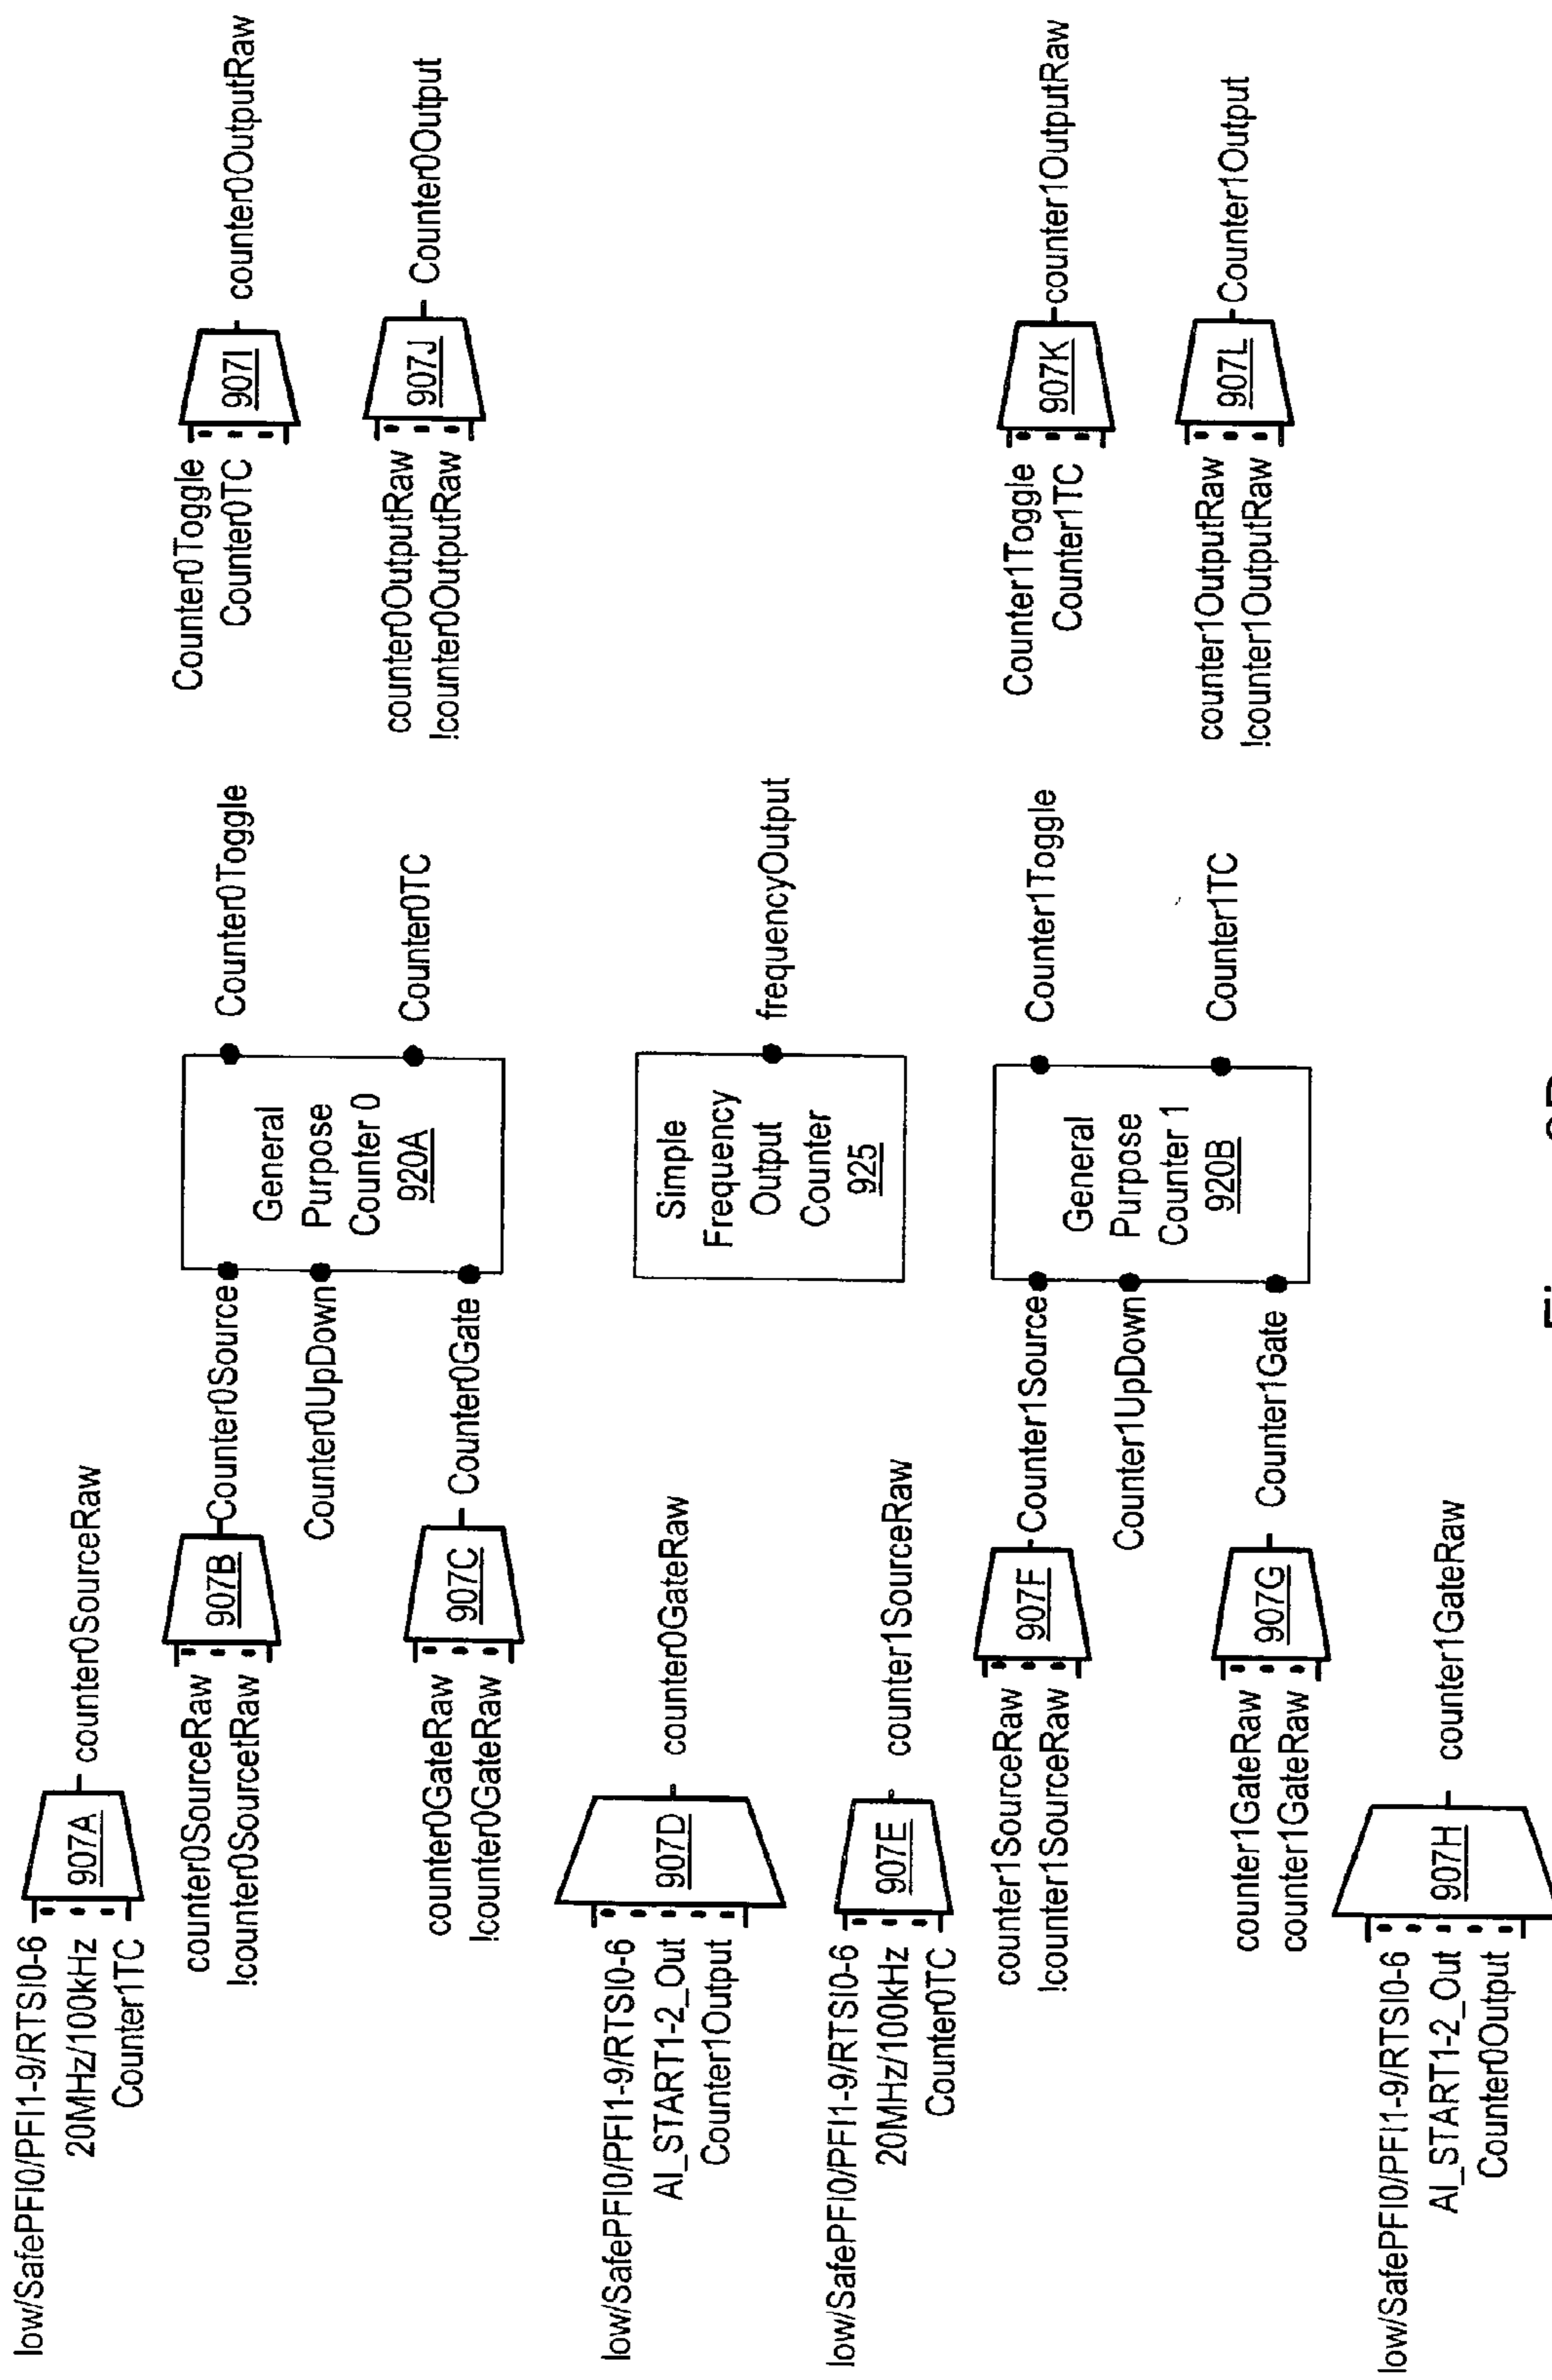 low/SafePFI0/PFI1-9/RTSI0-6
20MHz/100kHz
Counter1TC
907A
counter0SourceRaw
counter0SourceRaw
!counter0SourcetRaw
907B
Counter0Source
Counter0UpDown
counter0GateRaw
!counter0GateRaw
907C
Counter0Gate
General
Purpose
Counter 0
920A
Counter0Toggle
Counter0TC
Counter0Toggle
Counter0TC
907I
counter0OutputRaw
counter0OutputRaw
!counter0OutputRaw
907J
Counter0Output
low/SafePFI0/PFI1-9/RTSI0-6
AI_START1-2_Out
Counter1Output
907D
counter0GateRaw
Simple
Frequency
Output
Counter
925
frequencyOutput
low/SafePFI0/PFI1-9/RTSI0-6
20MHz/100kHz
Counter0TC
907E
counter1SourceRaw
counter1SourceRaw
!counter1SourceRaw
907F
Counter1Source
Counter1UpDown
counter1GateRaw
counter1GateRaw
907G
Counter1Gate
General
Purpose
Counter 1
920B
Counter1Toggle
Counter1TC
Counter1Toggle
Counter1TC
907K
counter1OutputRaw
counter1OutputRaw
!counter1OutputRaw
907L
Counter1Output
low/SafePFI0/PFI1-9/RTSI0-6
AI_START1-2_Out
Counter0Output
907H
counter1GateRaw